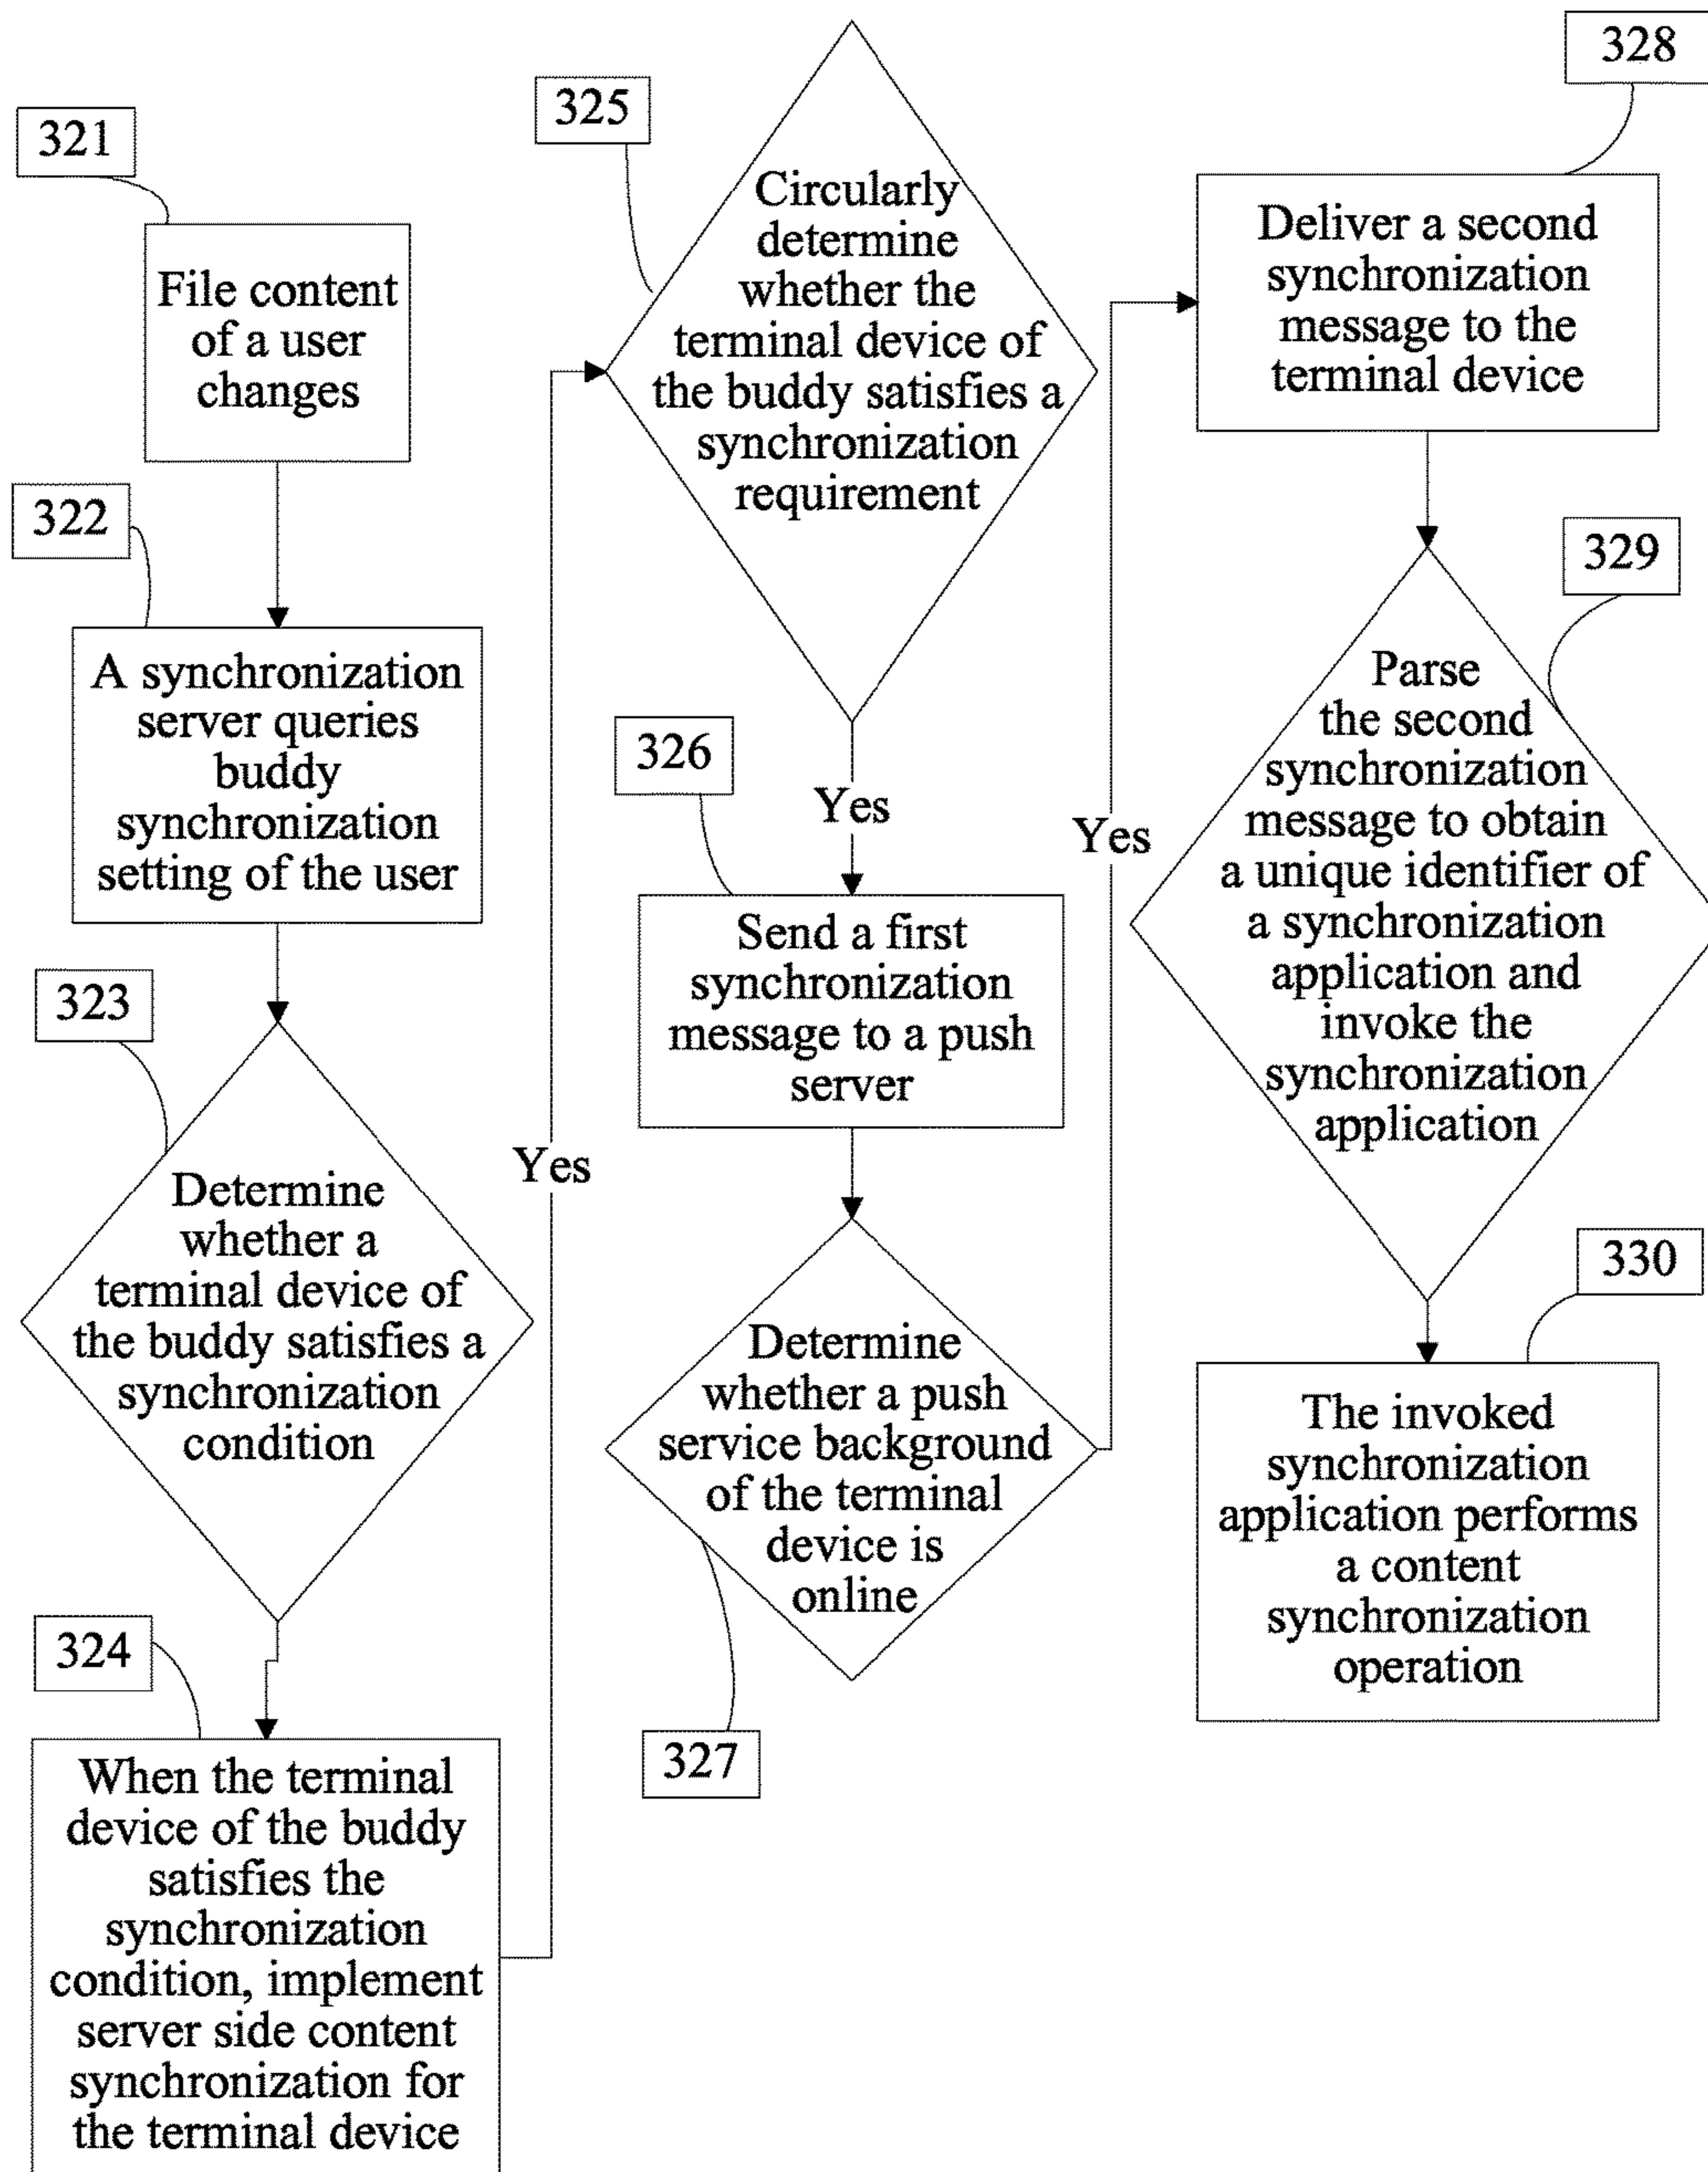 321
File content
of a user
changes
322
A synchronization
server queries
buddy
synchronization
setting of the user
323
Determine
whether a
terminal device of
the buddy satisfies a
synchronization
condition
324
When the terminal
device of the buddy
satisfies the
synchronization
condition, implement
server side content
synchronization for
the terminal device
Yes
325
Circularly
determine
whether the
terminal device of
the buddy satisfies a
synchronization
requirement
Yes
326
Send a first
synchronization
message to a push
server
327
Determine
whether a push
service background
of the terminal
device is
online
Yes
328
Deliver a second
synchronization
message to the
terminal device
329
Parse
the second
synchronization
message to obtain
a unique identifier of
a synchronization
application and
invoke the
synchronization
application
330
The invoked
synchronization
application performs
a content
synchronization
operation